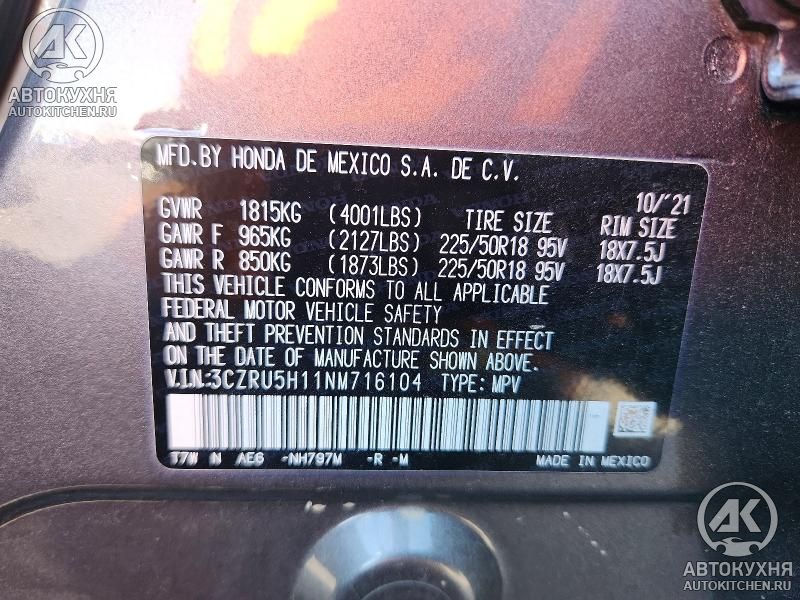 AK
АВТОКУХНЯ
AUTOKITCHEN.RU
MFD.BY HONDA DE MEXICO S.A. DE C.V.
10/'21
GVWR 1815KG (4001LBS) TIRE SIZE RIM SIZE
GAWR F 965KG (2127LBS) 225/50R18 95V 18X7.5J
GAWR R 850KG (1873LBS) 225/50R18 95V 18X7.5J
THIS VEHICLE CONFORMS TO ALL APPLICABLE
FEDERAL MOTOR VEHICLE SAFETY
AND THEFT PREVENTION STANDARDS IN EFFECT
ON THE DATE OF MANUFACTURE SHOWN ABOVE.
V.I.N:3CZRU5H11NM716104 TYPE: MPV
T7W N AE6 -NH797M -R -M MADE IN MEXICO
AK
АВТОКУХНЯ
AUTOKITCHEN.RU